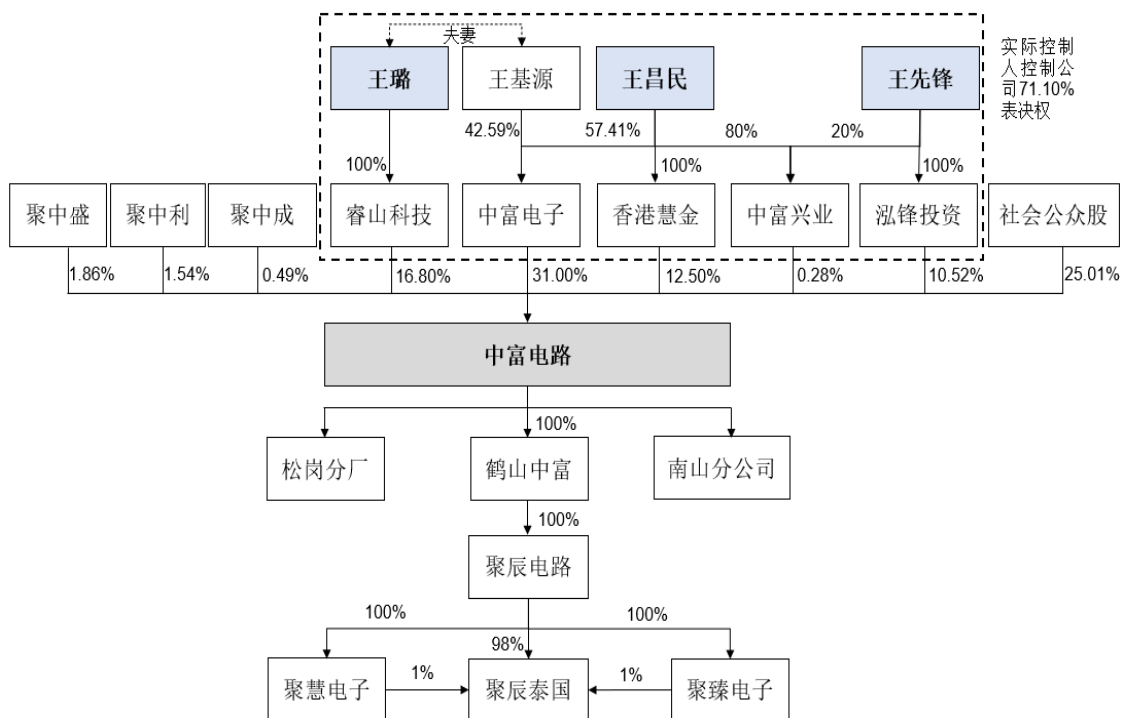 夫妻
王璐
王基源
王昌民
王先锋
实际控制
人控制公
司71.10%
表决权
42.59%
57.41%
80%
20%
100%
100%
100%
聚中盛
聚中利
聚中成
睿山科技
中富电子
香港慧金
中富兴业
泓锋投资
社会公众股
1.86%
1.54%
0.49%
16.80%
31.00%
12.50%
0.28%
10.52%
25.01%
中富电路
100%
松岗分厂
鹤山中富
南山分公司
100%
聚辰电路
100%
100%
98%
聚慧电子
1%
聚辰泰国
1%
聚臻电子